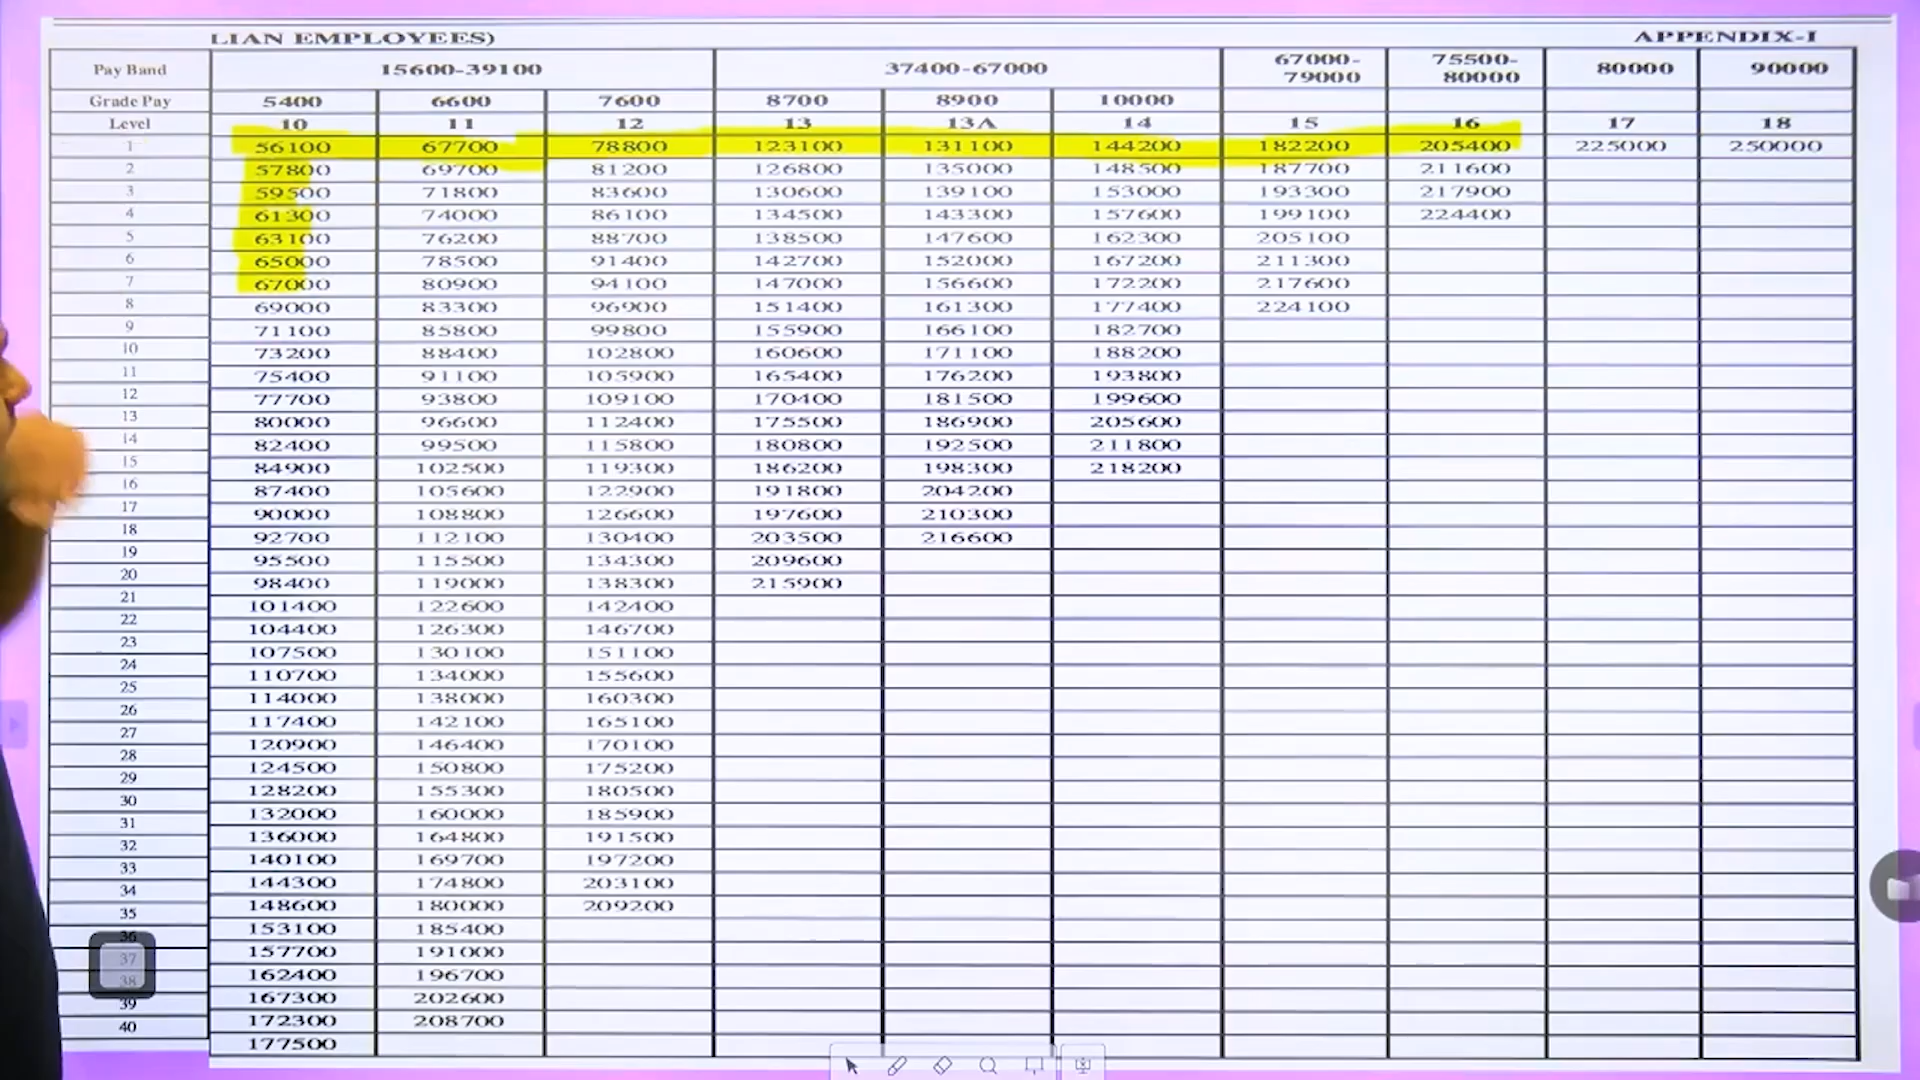 LIAN EMPLOYEES) APPENDIX-I
Pay Band 15600-39100 37400-67000 67000-79000 75500-80000 80000 90000
Grade Pay 5400 6600 7600 8700 8900 10000
Level 10 11 12 13 13A 14 15 16 17 18
1 56100 67700 78800 123100 131100 144200 182200 205400 225000 250000
2 57800 69700 81200 126800 135000 148500 187700 211600
3 59500 71800 83600 130600 139100 153000 193300 217900
4 61300 74000 86100 134500 143300 157600 199100 224400
5 63100 76200 88700 138500 147600 162300 205100
6 65000 78500 91400 142700 152000 167200 211300
7 67000 80900 94100 147000 156600 172200 217600
8 69000 83300 96900 151400 161300 177400 224100
9 71100 85800 99800 155900 166100 182700
10 73200 88400 102800 160600 171100 188200
11 75400 91100 105900 165400 176200 193800
12 77700 93800 109100 170400 181500 199600
13 80000 96600 112400 175500 186900 205600
14 82400 99500 115800 180800 192500 211800
15 84900 102500 119300 186200 198300 218200
16 87400 105600 122900 191800 204200
17 90000 108800 126600 197600 210300
18 92700 112100 130400 203500 216600
19 95500 115500 134300 209600
20 98400 119000 138300 215900
21 101400 122600 142400
22 104400 126300 146700
23 107500 130100 151100
24 110700 134000 155600
25 114000 138000 160300
26 117400 142100 165100
27 120900 146400 170100
28 124500 150800 175200
29 128200 155300 180500
30 132000 160000 185900
31 136000 164800 191500
32 140100 169700 197200
33 144300 174800 203100
34 148600 180000 209200
35 153100 185400
36 157700 191000
37 162400 196700
38 167300 202600
39 172300 208700
40 177500